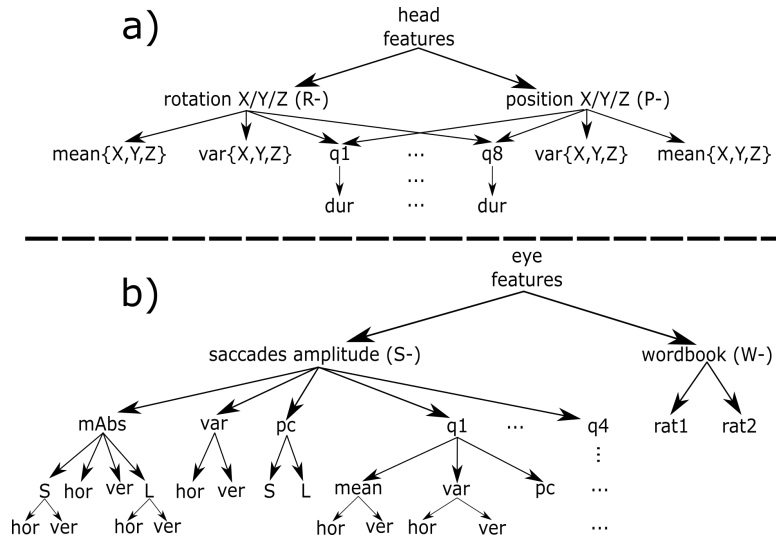 a)
head
features
rotation X/Y/Z (R-) position X/Y/Z (P-)
mean{X,Y,Z} var{X,Y,Z} q1 ... q8 var{X,Y,Z} mean{X,Y,Z}
...
dur ... dur
b)
eye
features
saccades amplitude (S-) wordbook (W-)
mAbs var pc q1 ... q4 rat1 rat2
S hor ver L hor ver S L mean var pc ...
hor ver hor ver hor ver hor ver ...